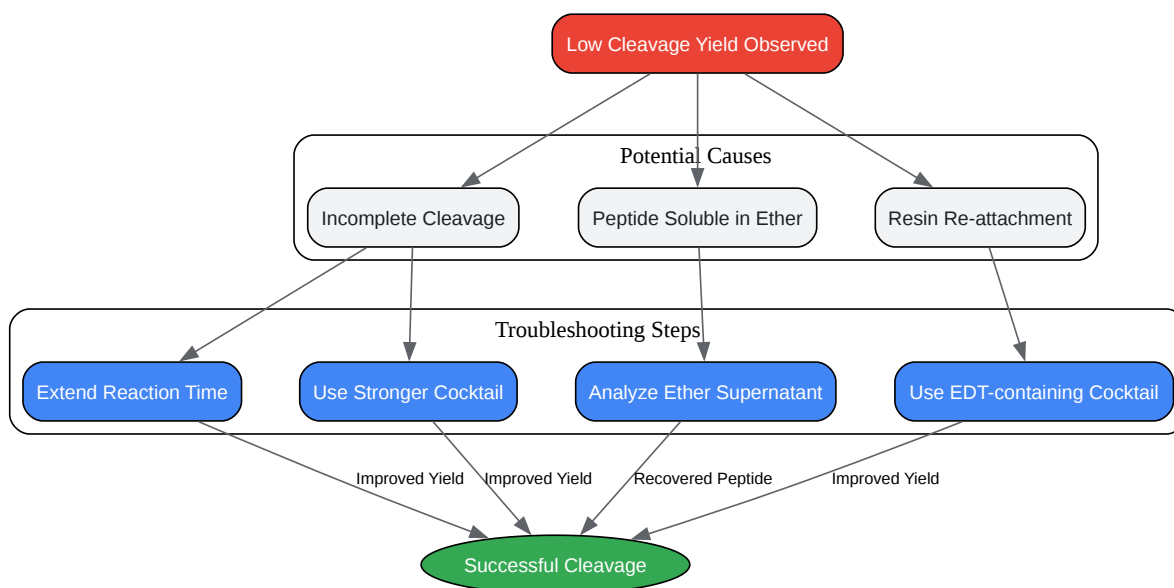 Low Cleavage Yield Observed
Potential Causes
Incomplete Cleavage
Peptide Soluble in Ether
Resin Re-attachment
Troubleshooting Steps
Extend Reaction Time
Use Stronger Cocktail
Analyze Ether Supernatant
Use EDT-containing Cocktail
Improved Yield
Improved Yield
Recovered Peptide
Improved Yield
Successful Cleavage